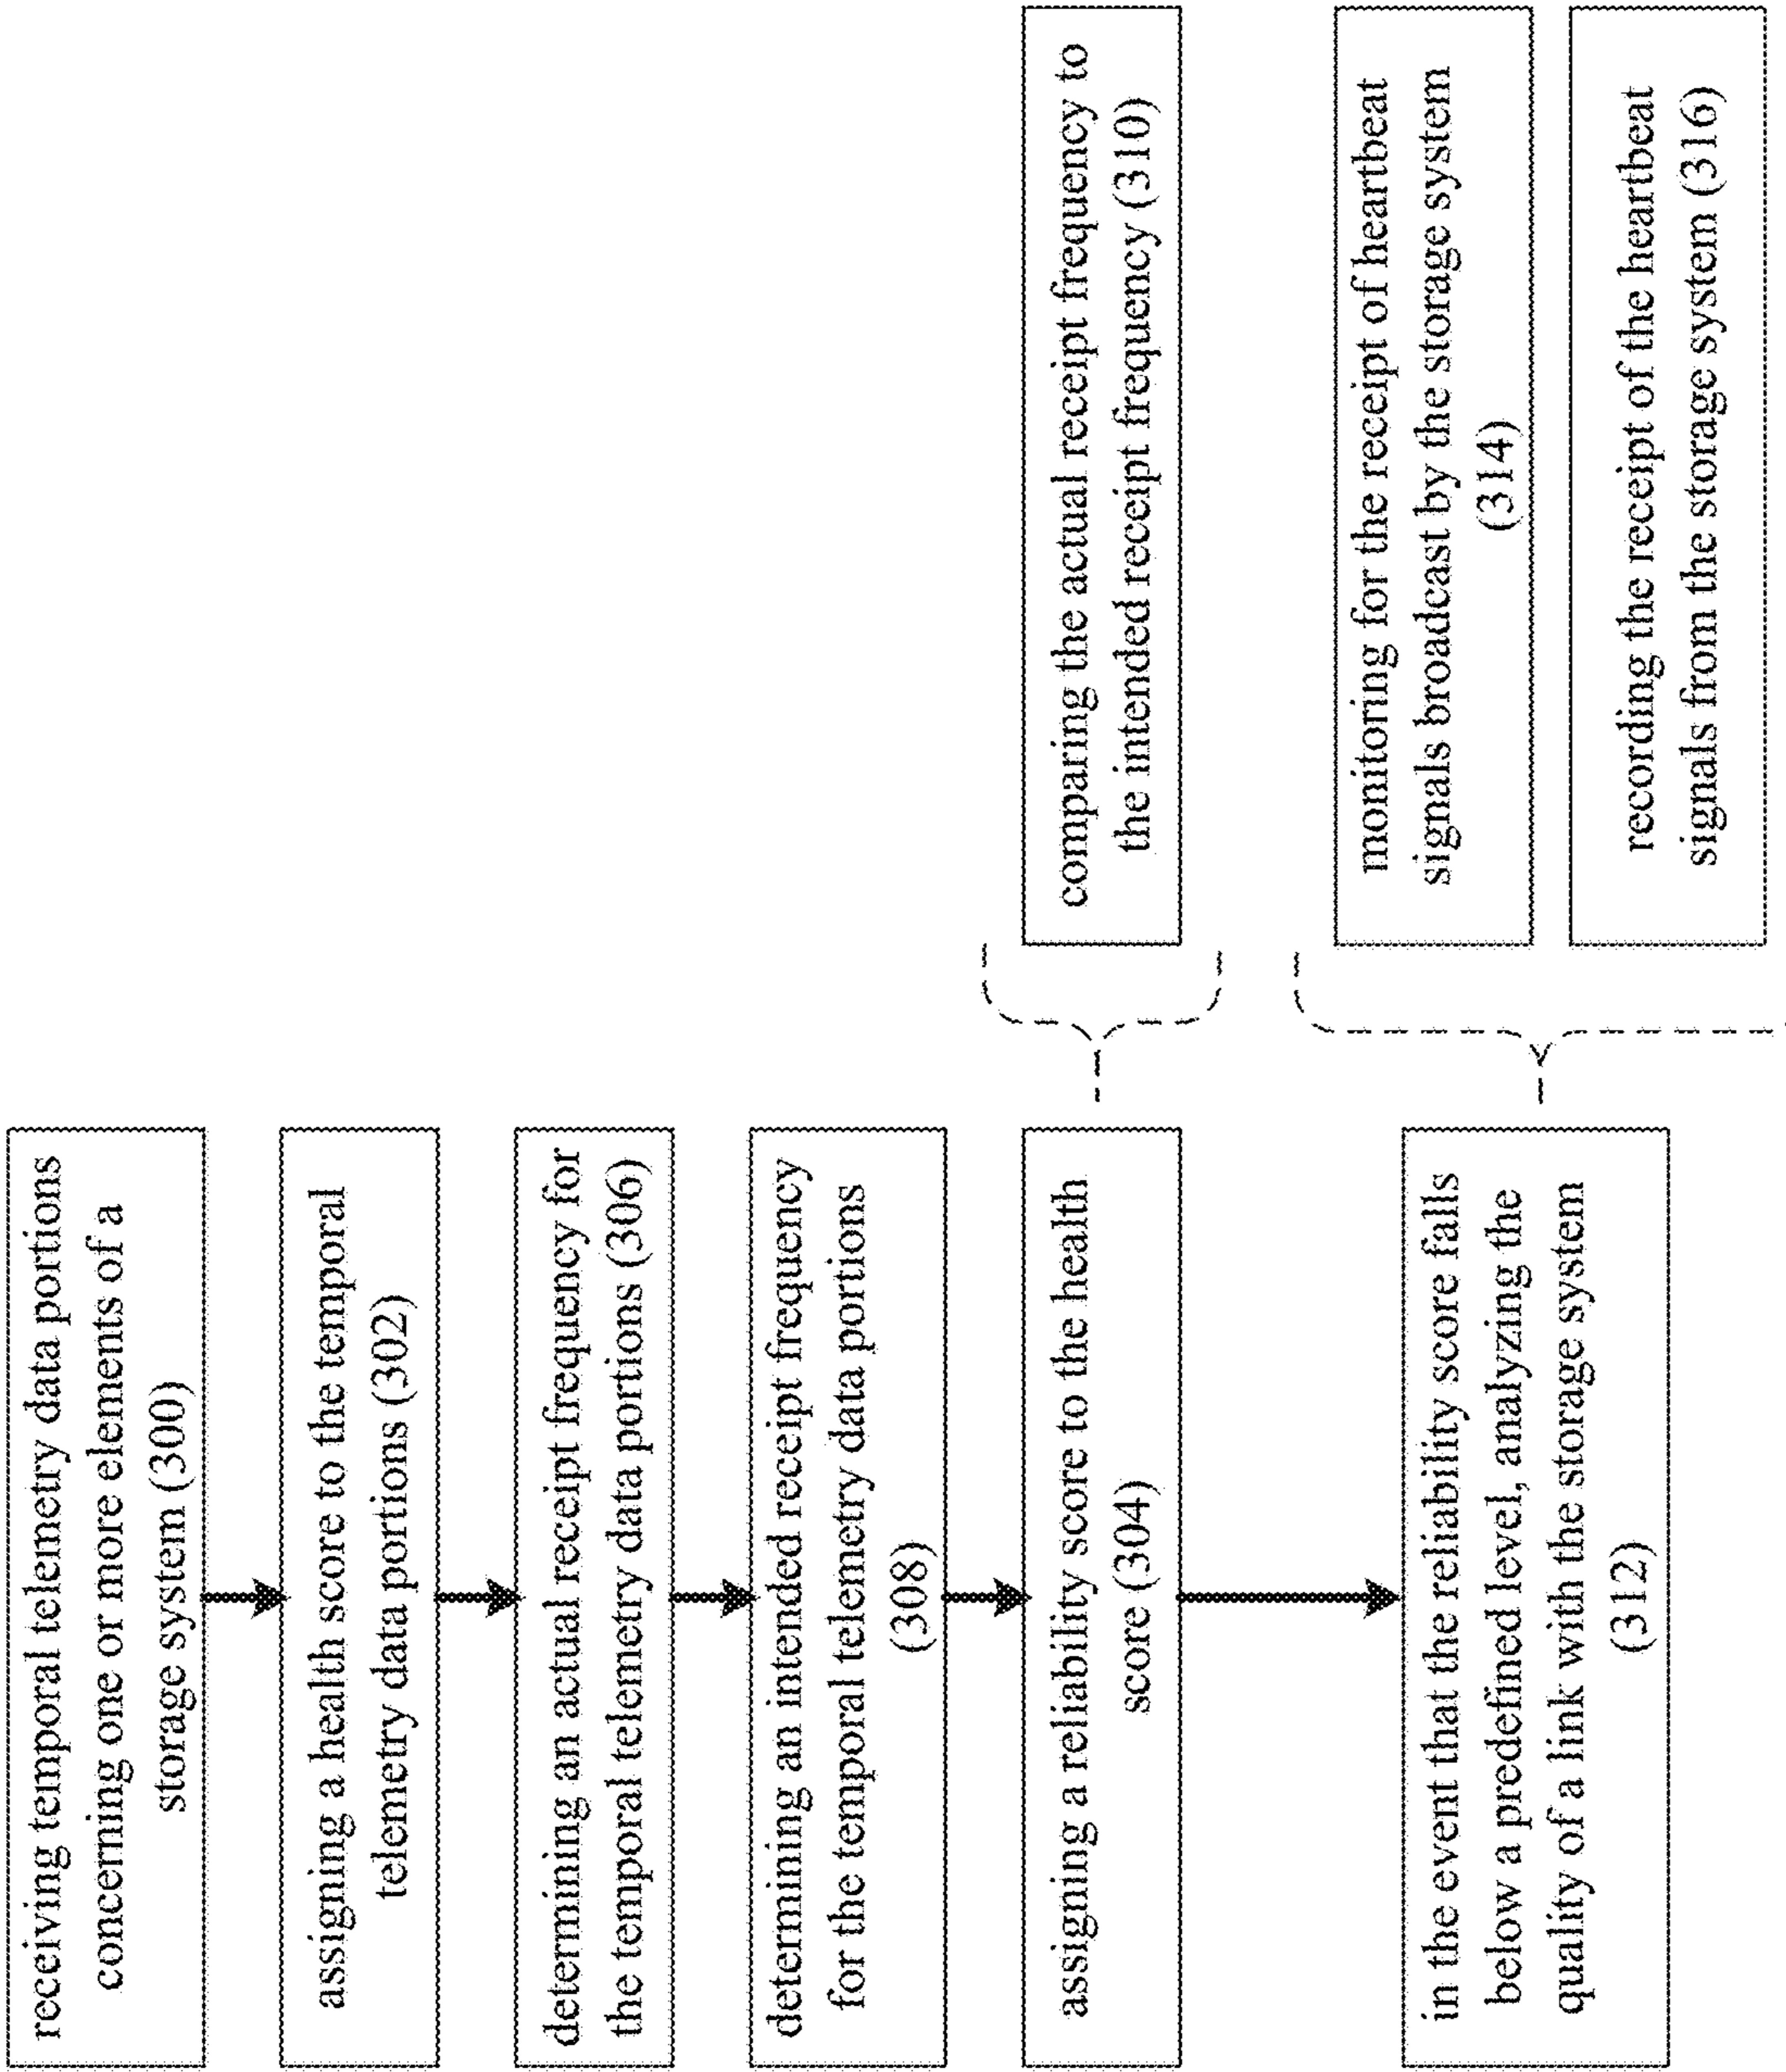 receiving temporal telemetry data portions
concerning one or more elements of a
storage system (300)
assigning a health score to the temporal
telemetry data portions (302)
determining an actual receipt frequency for
the temporal telemetry data portions (306)
determining an intended receipt frequency
for the temporal telemetry data portions
(308)
assigning a reliability score to the health
score (304)
comparing the actual receipt frequency to
the intended receipt frequency (310)
in the event that the reliability score falls
below a predefined level, analyzing the
quality of a link with the storage system
(312)
monitoring for the receipt of heartbeat
signals broadcast by the storage system
(314)
recording the receipt of the heartbeat
signals from the storage system (316)